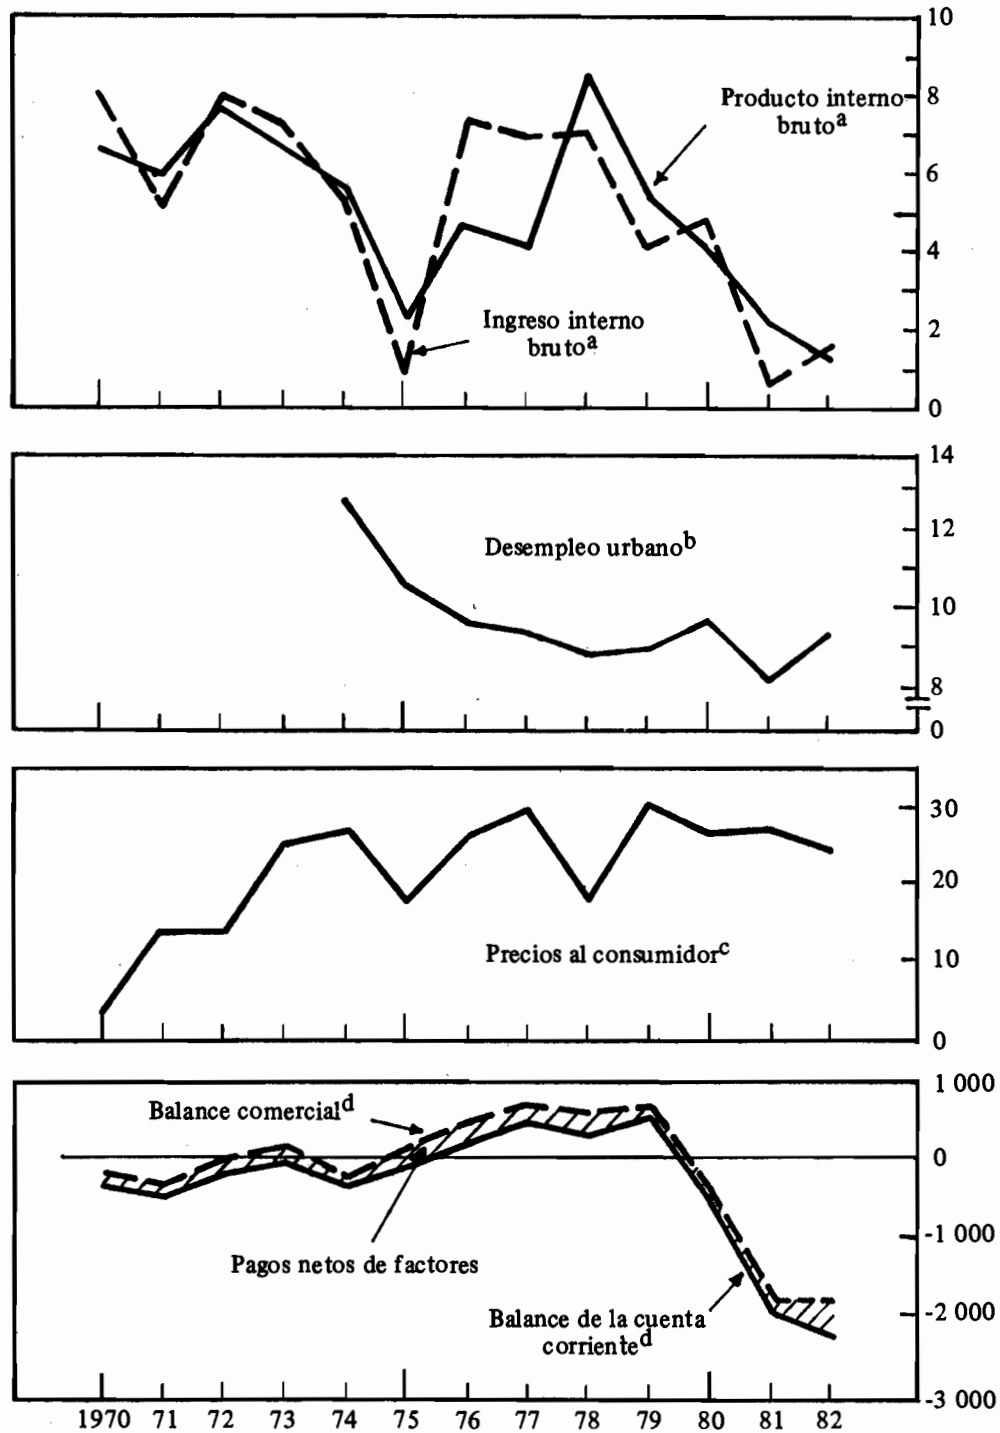 10
8
6
4
2
0
Producto interno
bruto^a
Ingreso interno
bruto^a
14
12
10
8
0
Desempleo urbano^b
30
20
10
0
Precios al consumidor^c
1 000
0
-1 000
-2 000
-3 000
Balance comercial^d
Pagos netos de factores
Balance de la cuenta
corriente^d
1970 71 72 73 74 75 76 77 78 79 80 81 82